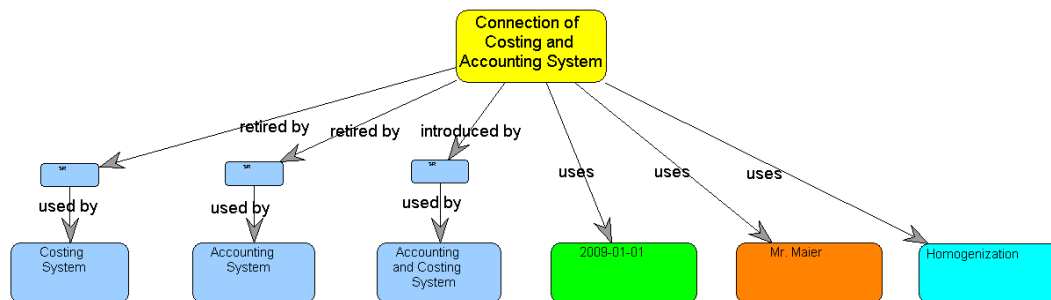 Connection of
Costing and
Accounting System
retired by
retired by
introduced by
uses
uses
uses
used by
used by
used by
Costing
System
Accounting
System
Accounting
and Costing
System
2009-01-01
Mr. Maier
Homogenization